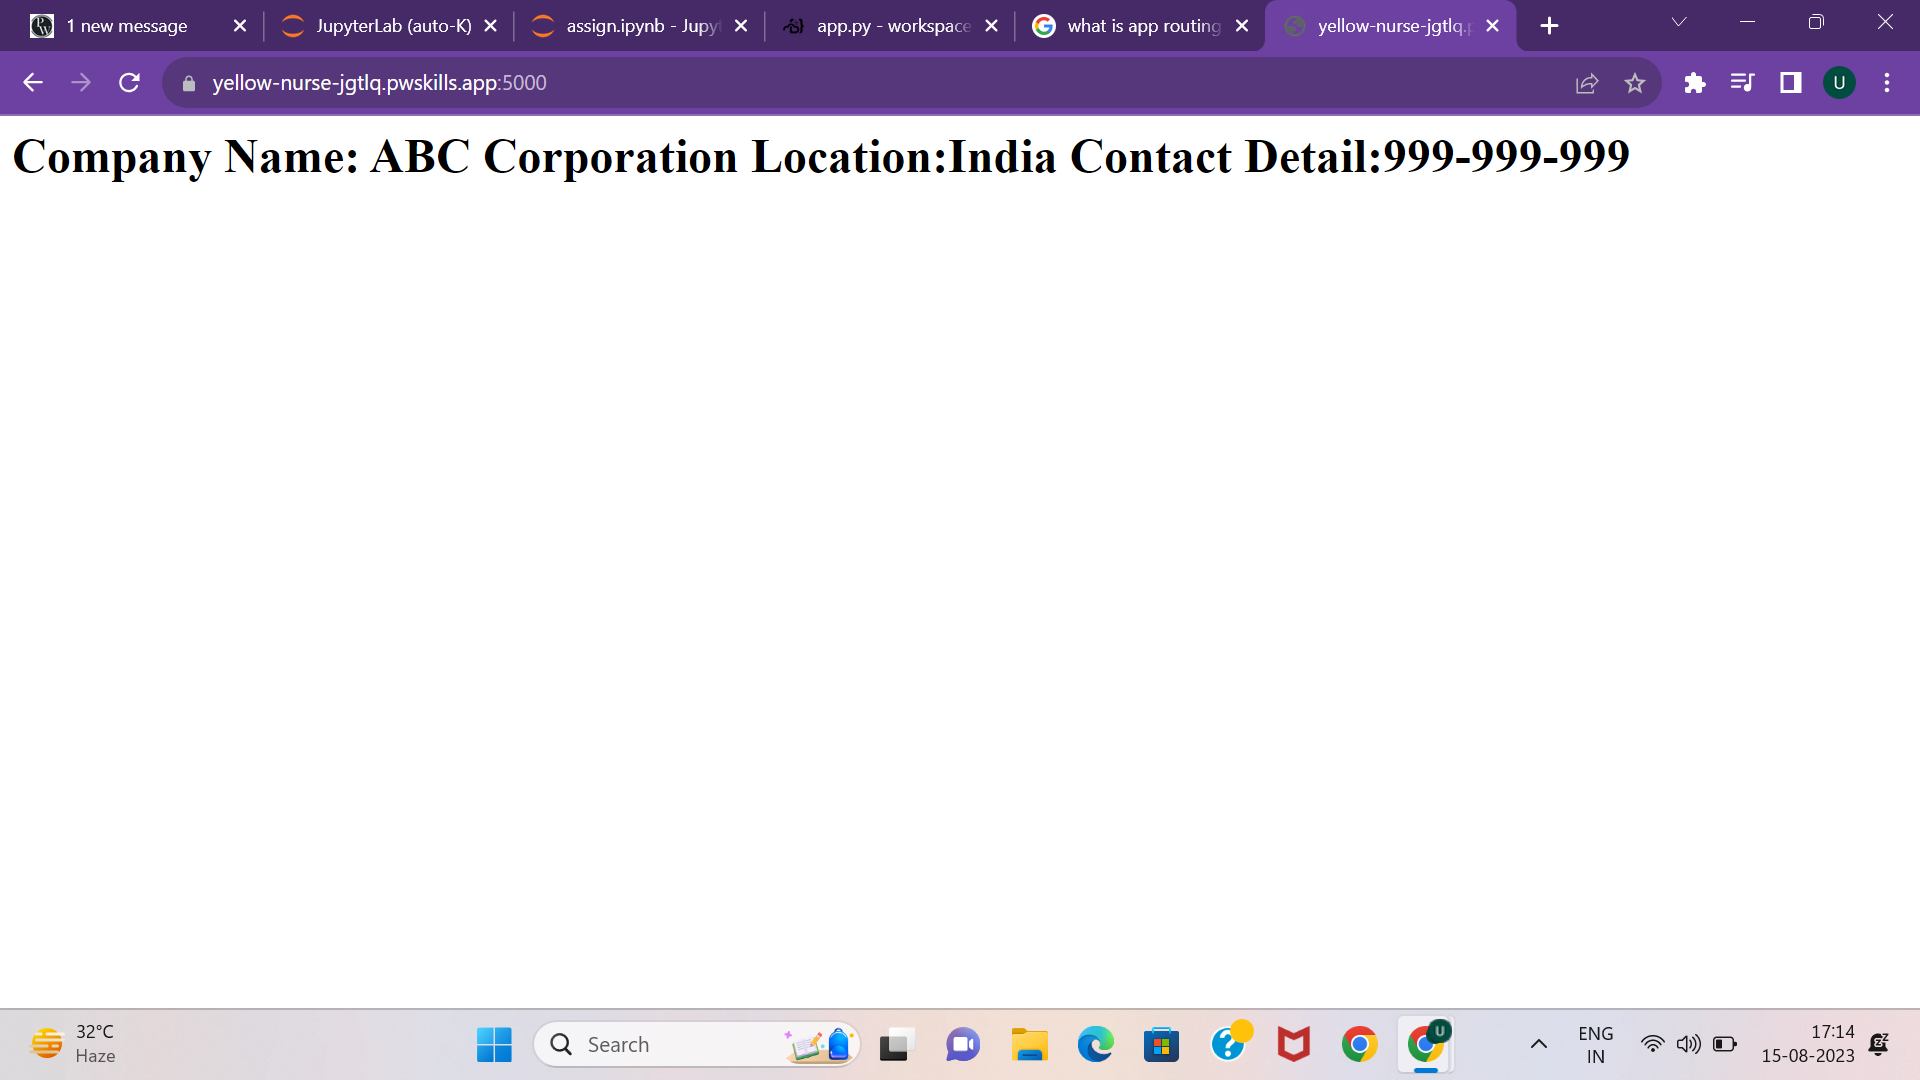 1 new message
JupyterLab (auto-K)
assign.ipynb - Jupy
app.py - workspace
what is app routing
yellow-nurse-jgtlq.p
yellow-nurse-jgtlq.pwskills.app:5000
U
Company Name: ABC Corporation Location:India Contact Detail:999-999-999
32°C
Haze
Search
U
ENG
IN
17:14
15-08-2023